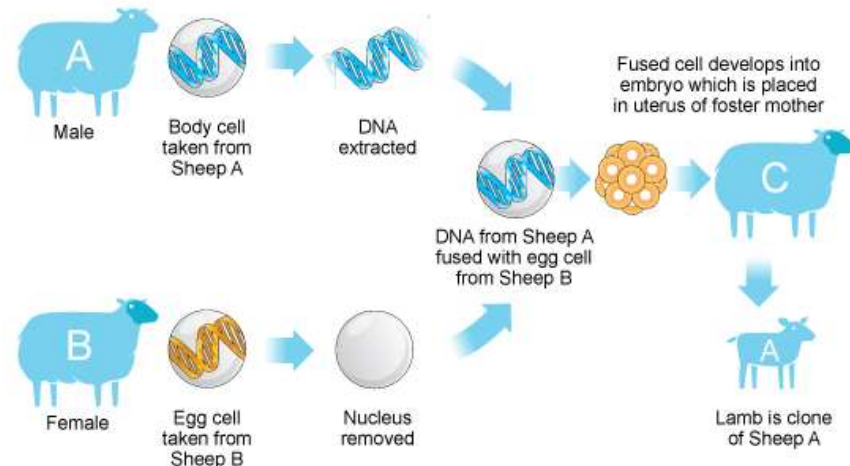 A
Male
Body cell
taken from
Sheep A
DNA
extracted
Fused cell develops into
embryo which is placed
in uterus of foster mother
DNA from Sheep A
fused with egg cell
from Sheep B
C
B
Female
Egg cell
taken from
Sheep B
Nucleus
removed
A
Lamb is clone
of Sheep A